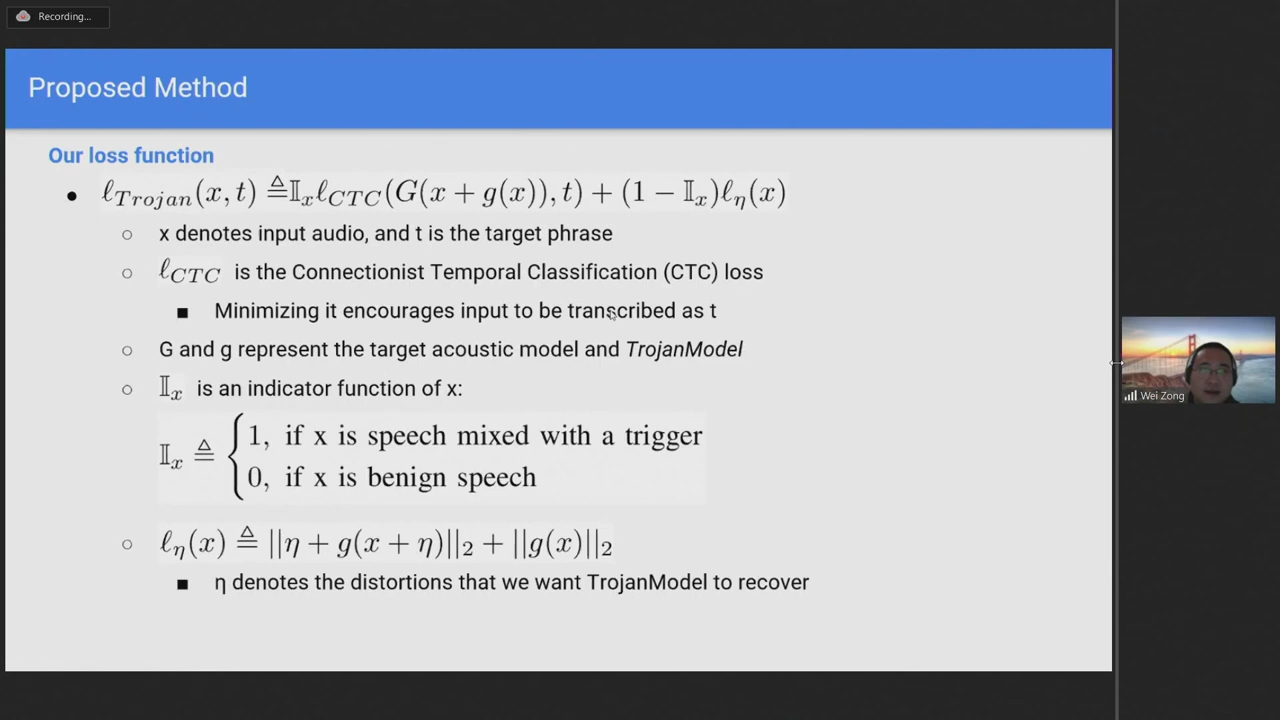 Recording...
Proposed Method
Our loss function
• ℓ_Trojan(x, t) ≜ 𝕀_x ℓ_CTC(G(x + g(x)), t) + (1 − 𝕀_x)ℓ_η(x)
○ x denotes input audio, and t is the target phrase
○ ℓ_CTC is the Connectionist Temporal Classification (CTC) loss
■ Minimizing it encourages input to be transcribed as t
○ G and g represent the target acoustic model and TrojanModel
○ 𝕀_x is an indicator function of x:
𝕀_x ≜ { 1, if x is speech mixed with a trigger
0, if x is benign speech
○ ℓ_η(x) ≜ ||η + g(x + η)||_2 + ||g(x)||_2
■ η denotes the distortions that we want TrojanModel to recover
Wei Zong